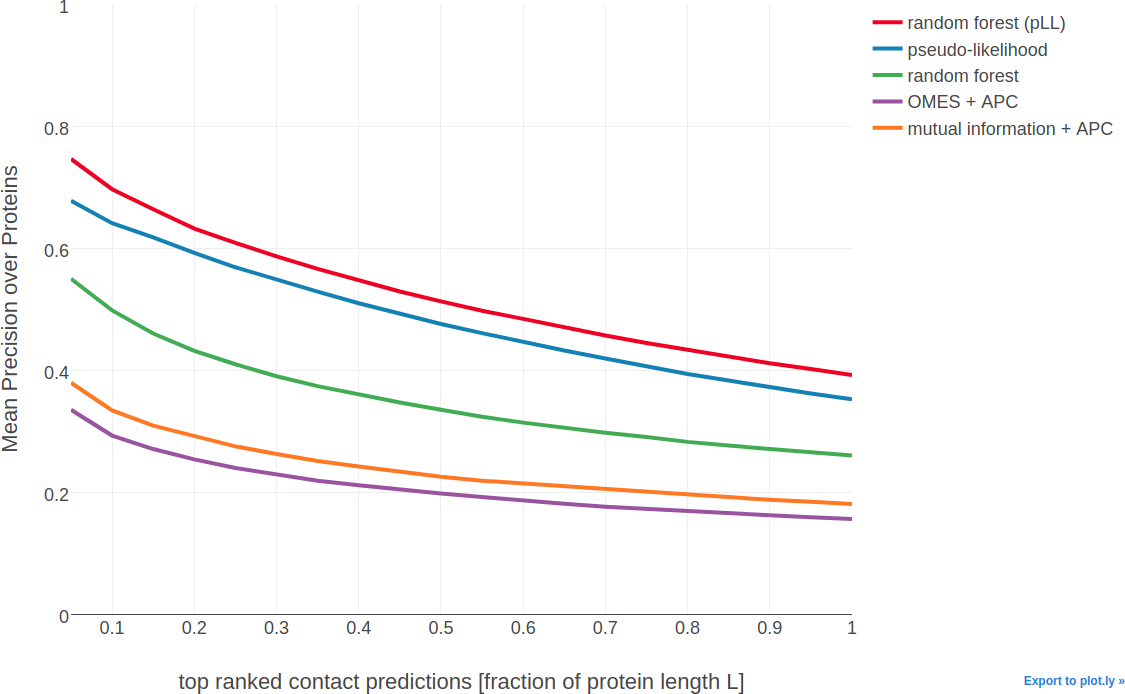 1
0.8
0.6
0.4
0.2
0
Mean Precision over Proteins
0.1 0.2 0.3 0.4 0.5 0.6 0.7 0.8 0.9 1
top ranked contact predictions [fraction of protein length L]
random forest (pLL)
pseudo-likelihood
random forest
OMES + APC
mutual information + APC
Export to plot.ly »